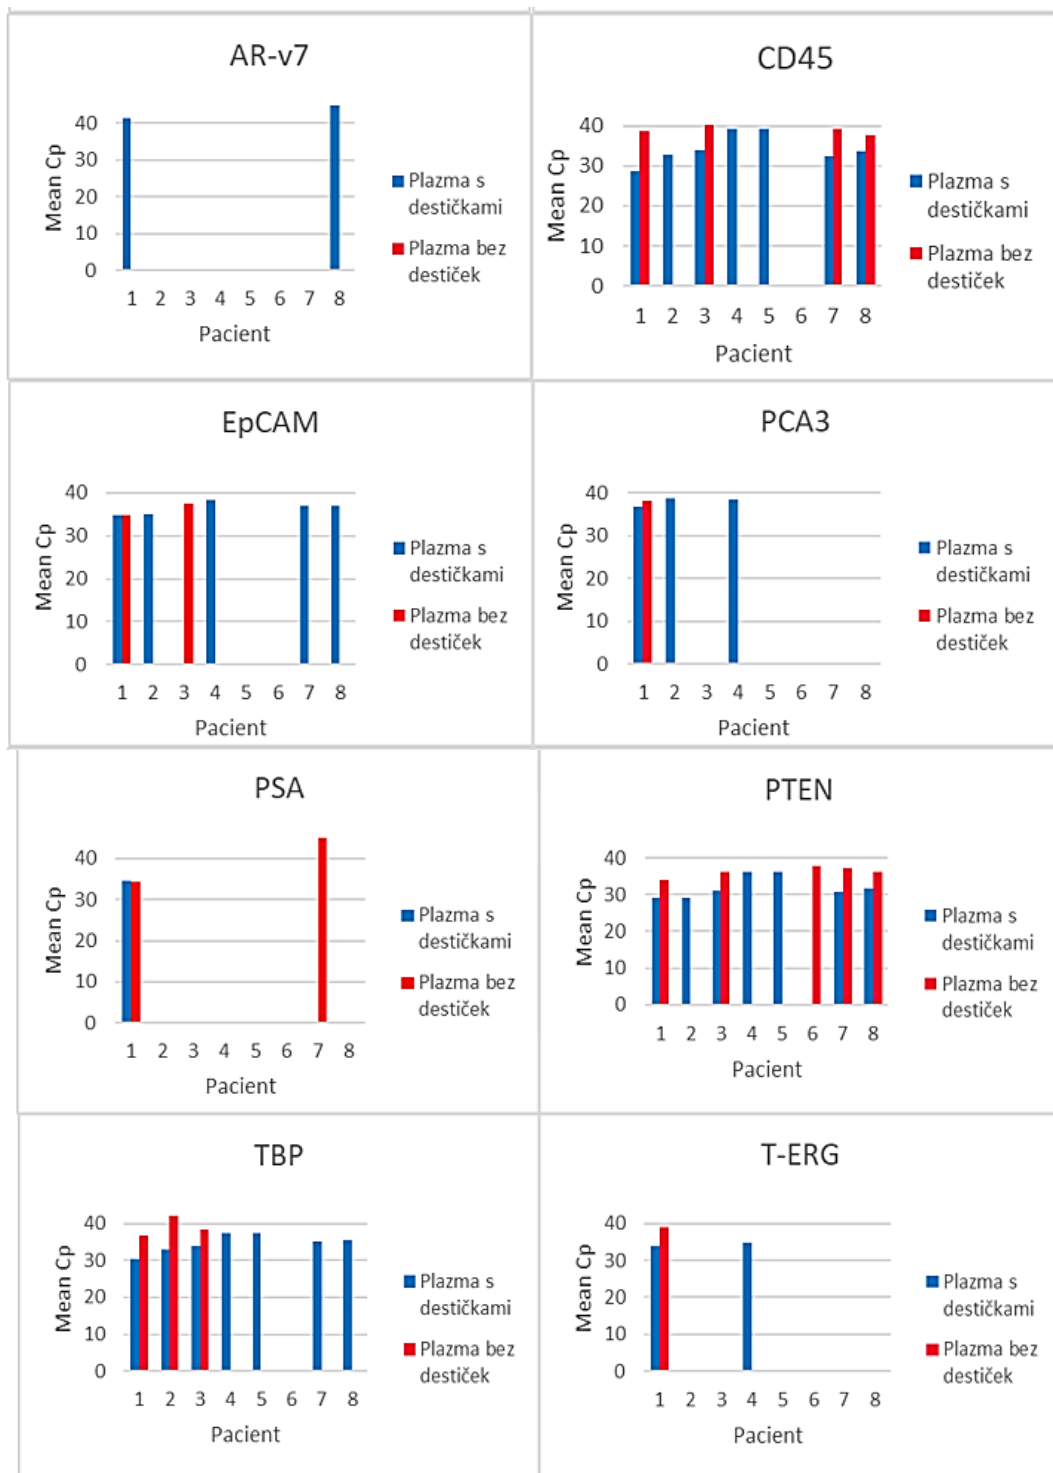 AR-v7
Mean Cp
40
30
20
10
0
1 2 3 4 5 6 7 8
Pacient
Plazma s
destičkami
Plazma bez
destiček
CD45
Mean Cp
40
30
20
10
0
1 2 3 4 5 6 7 8
Pacient
Plazma s
destičkami
Plazma bez
destiček
EpCAM
Mean Cp
40
30
20
10
0
1 2 3 4 5 6 7 8
Pacient
Plazma s
destičkami
Plazma bez
destiček
PCA3
Mean Cp
40
30
20
10
0
1 2 3 4 5 6 7 8
Pacient
Plazma s
destičkami
Plazma bez
destiček
PSA
Mean Cp
40
30
20
10
0
1 2 3 4 5 6 7 8
Pacient
Plazma s
destičkami
Plazma bez
destiček
PTEN
Mean Cp
40
30
20
10
0
1 2 3 4 5 6 7 8
Pacient
Plazma s
destičkami
Plazma bez
destiček
TBP
Mean Cp
40
30
20
10
0
1 2 3 4 5 6 7 8
Pacient
Plazma s
destičkami
Plazma bez
destiček
T-ERG
Mean Cp
40
30
20
10
0
1 2 3 4 5 6 7 8
Pacient
Plazma s
destičkami
Plazma bez
destiček